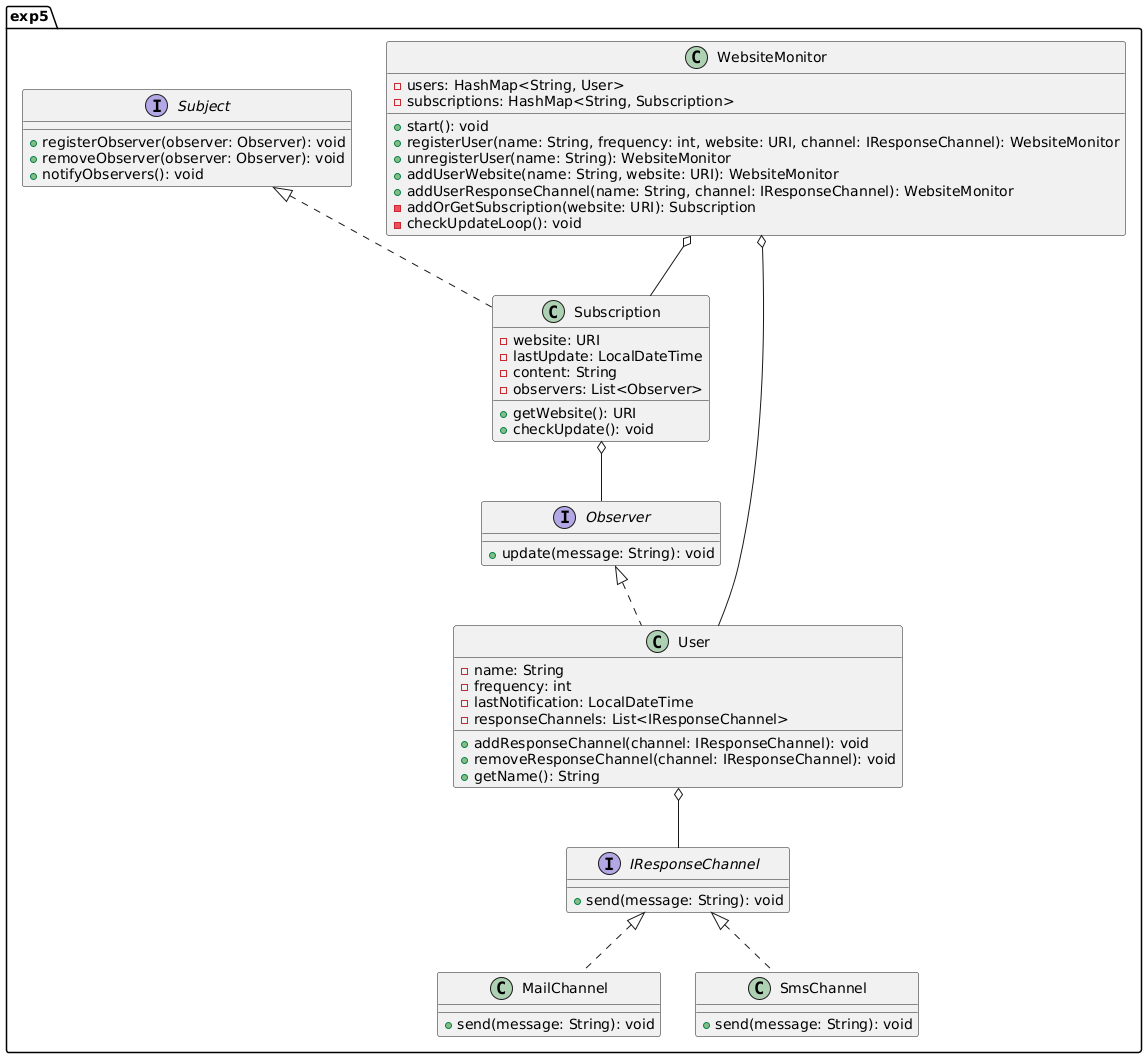 exp5
I Subject
registerObserver(observer: Observer): void
removeObserver(observer: Observer): void
notifyObservers(): void
C WebsiteMonitor
users: HashMap<String, User>
subscriptions: HashMap<String, Subscription>
start(): void
registerUser(name: String, frequency: int, website: URI, channel: IResponseChannel): WebsiteMonitor
unregisterUser(name: String): WebsiteMonitor
addUserWebsite(name: String, website: URI): WebsiteMonitor
addUserResponseChannel(name: String, channel: IResponseChannel): WebsiteMonitor
addOrGetSubscription(website: URI): Subscription
checkUpdateLoop(): void
C Subscription
website: URI
lastUpdate: LocalDateTime
content: String
observers: List<Observer>
getWebsite(): URI
checkUpdate(): void
I Observer
update(message: String): void
C User
name: String
frequency: int
lastNotification: LocalDateTime
responseChannels: List<IResponseChannel>
addResponseChannel(channel: IResponseChannel): void
removeResponseChannel(channel: IResponseChannel): void
getName(): String
I IResponseChannel
send(message: String): void
C MailChannel
send(message: String): void
C SmsChannel
send(message: String): void